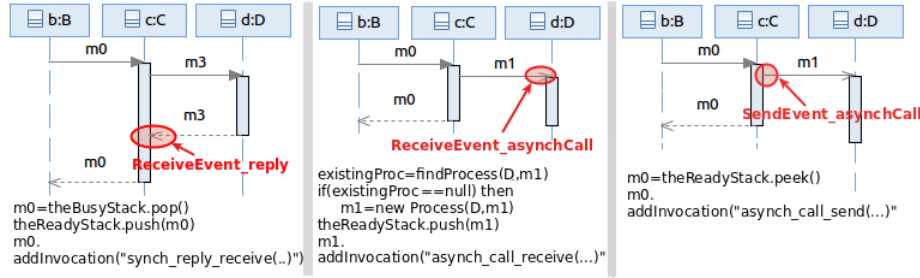 b:B
c:C
d:D
m0
m3
m3
ReceiveEvent_reply
m0
m0=theBusyStack.pop()
theReadyStack.push(m0)
m0.
addInvocation("synch_reply_receive(..)")
b:B
c:C
d:D
m0
m1
m0
ReceiveEvent_asynchCall
existingProc=findProcess(D,m1)
if(existingProc==null) then
m1=new Process(D,m1)
theReadyStack.push(m1)
m1.
addInvocation("asynch_call_receive(...)"
b:B
c:C
d:D
m0
m1
SendEvent_asynchCall
m0
m0=theReadyStack.peek()
m0.
addInvocation("asynch_call_send(...)"